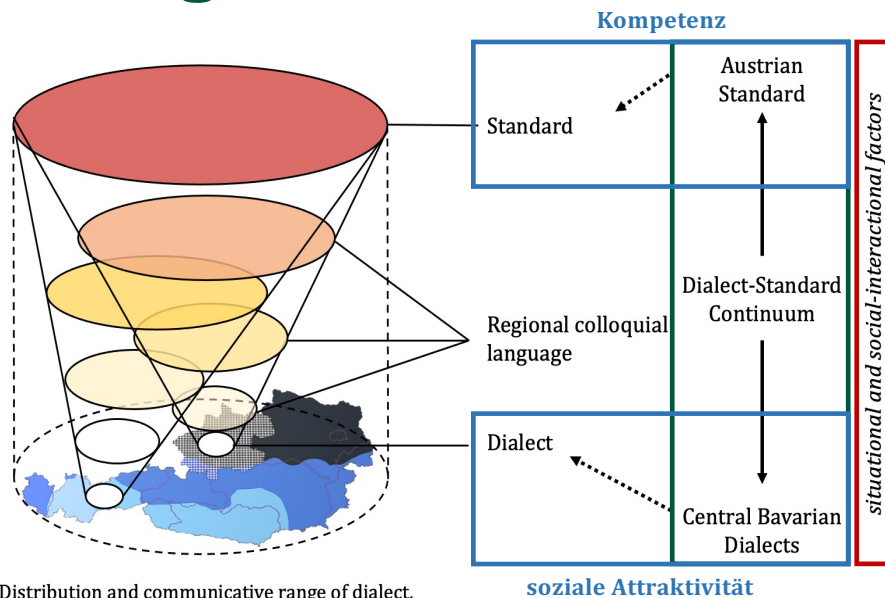 Kompetenz
Austrian
Standard
Standard
Dialect-Standard
Continuum
Regional colloquial
language
Dialect
Central Bavarian
Dialects
situational and social-interactional factors
Distribution and communicative range of dialect,
soziale Attraktivität